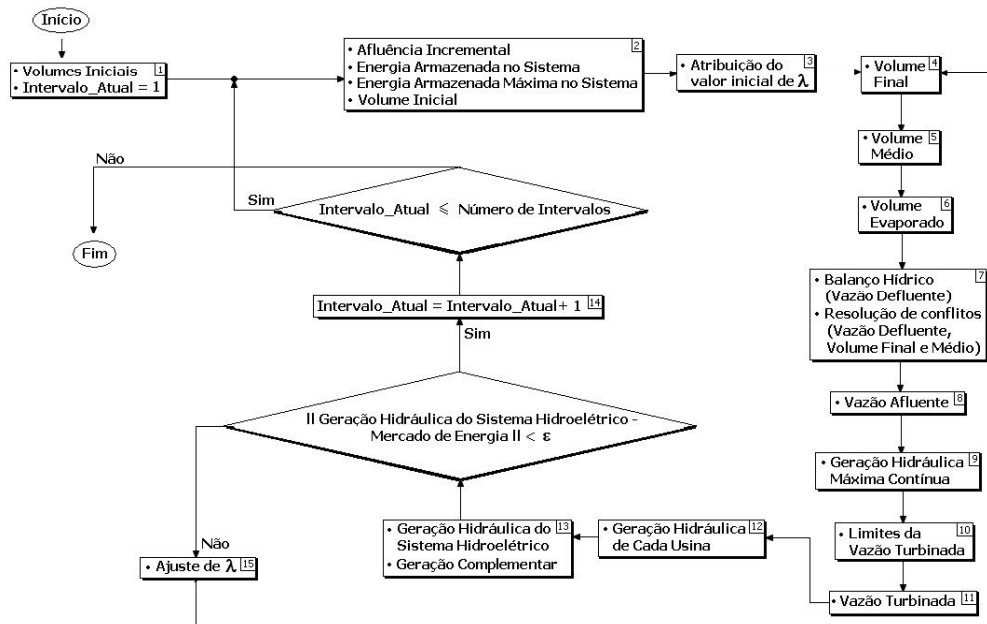 Início
• Volumes Iniciais 1
• Intervalo_Atual = 1
• Afluência Incremental 2
• Energia Armazenada no Sistema
• Energia Armazenada Máxima no Sistema
• Volume Inicial
• Atribuição do 3
valor inicial de λ
• Volume 4
Final
• Volume 5
Médio
• Volume 6
Evaporado
• Balanço Hídrico 7
(Vazão Defluente)
• Resolução de conflitos
(Vazão Defluente,
Volume Final e Médio)
• Vazão Afluente 8
• Geração Hidráulica 9
Máxima Contínua
• Limites da 10
Vazão Turbinada
• Vazão Turbinada 11
• Geração Hidráulica 12
de Cada Usina
• Geração Hidráulica do 13
Sistema Hidroelétrico
• Geração Complementar
|| Geração Hidráulica do Sistema Hidroelétrico -
Mercado de Energia || < ε
Sim
Não
• Ajuste de λ 15
Intervalo_Atual = Intervalo_Atual+ 1 14
Intervalo_Atual ⩽ Número de Intervalos
Sim
Não
Fim